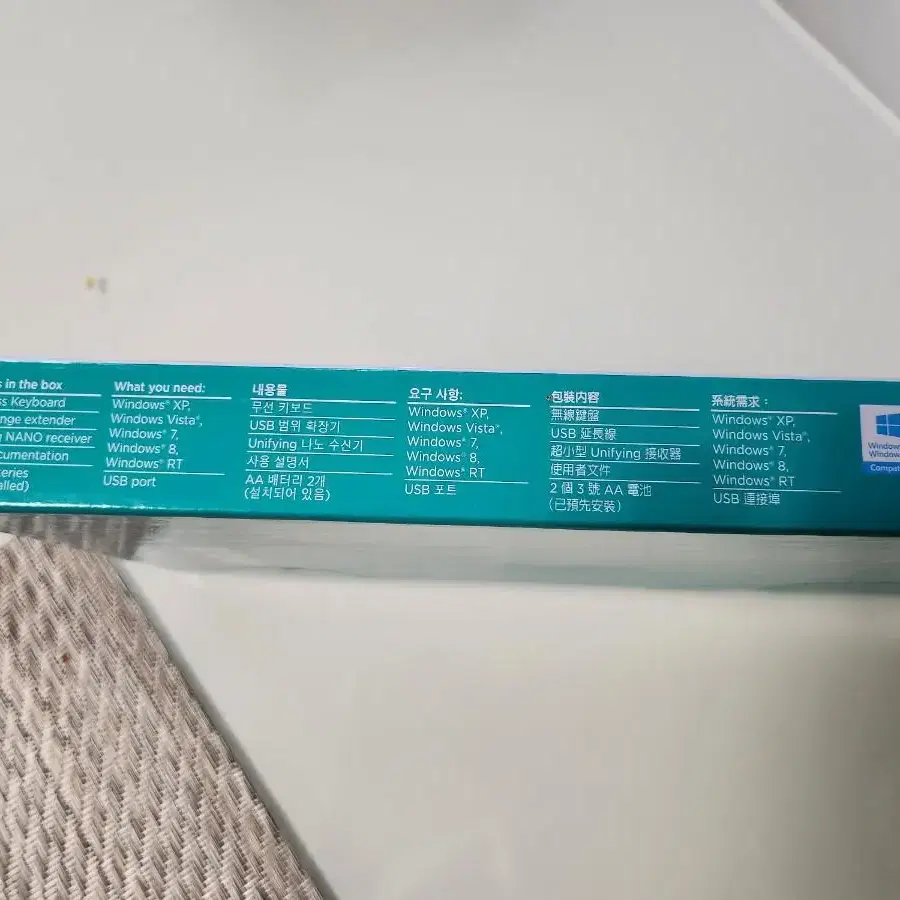 in the box
Keyboard
extender
NANO receiver
What you need:
Windows® XP,
Windows Vista®,
Windows® 7,
Windows® 8,
Windows® RT
USB port
내용물
무선 키보드
USB 범위 확장기
Unifying 나노 수신기
사용 설명서
AA 배터리 2개
(설치되어 있음)
요구 사항:
Windows® XP,
Windows Vista®,
Windows® 7,
Windows® 8,
Windows® RT
USB 포트
包裝內容
無線鍵盤
USB 延長線
超小型 Unifying 接收器
使用者文件
2 個 3 號 AA 電池
(已預先安裝)
系統需求：
Windows® XP,
Windows Vista®,
Windows® 7,
Windows® 8,
Windows® RT
USB 連接埠